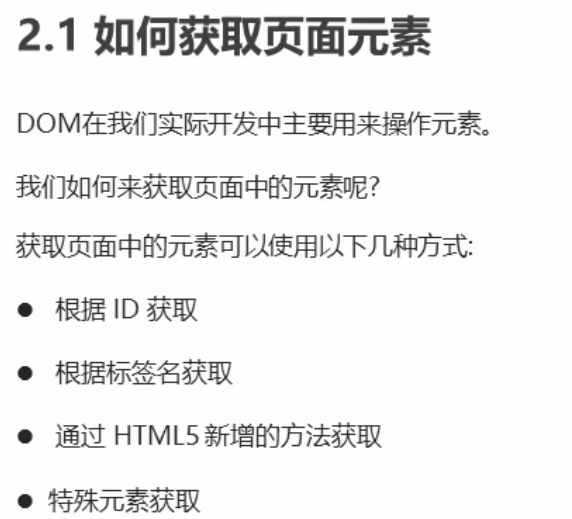 2.1 如何获取页面元素
DOM在我们实际开发中主要用来操作元素。
我们如何来获取页面中的元素呢?
获取页面中的元素可以使用以下几种方式:
● 根据 ID 获取
● 根据标签名获取
● 通过 HTML5 新增的方法获取
● 特殊元素获取